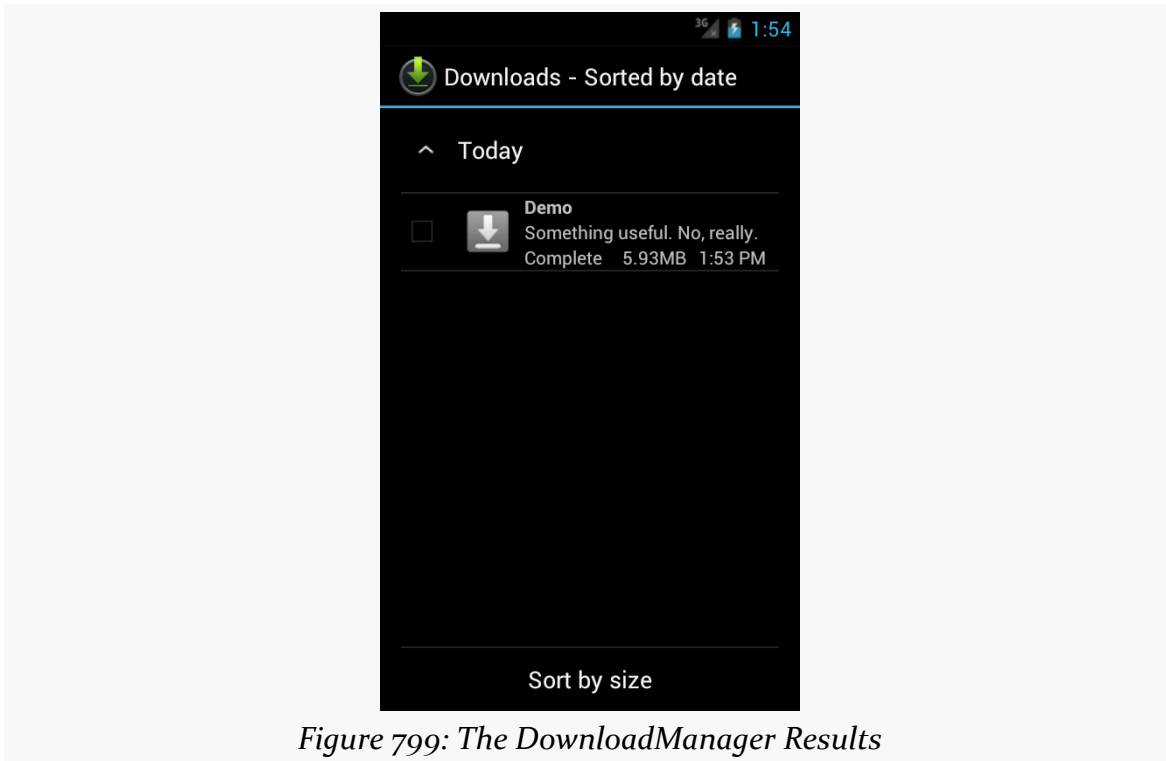 3G 1:54
Downloads - Sorted by date
Today
Demo
Something useful. No, really.
Complete 5.93MB 1:53 PM
Sort by size
Figure 799: The DownloadManager Results